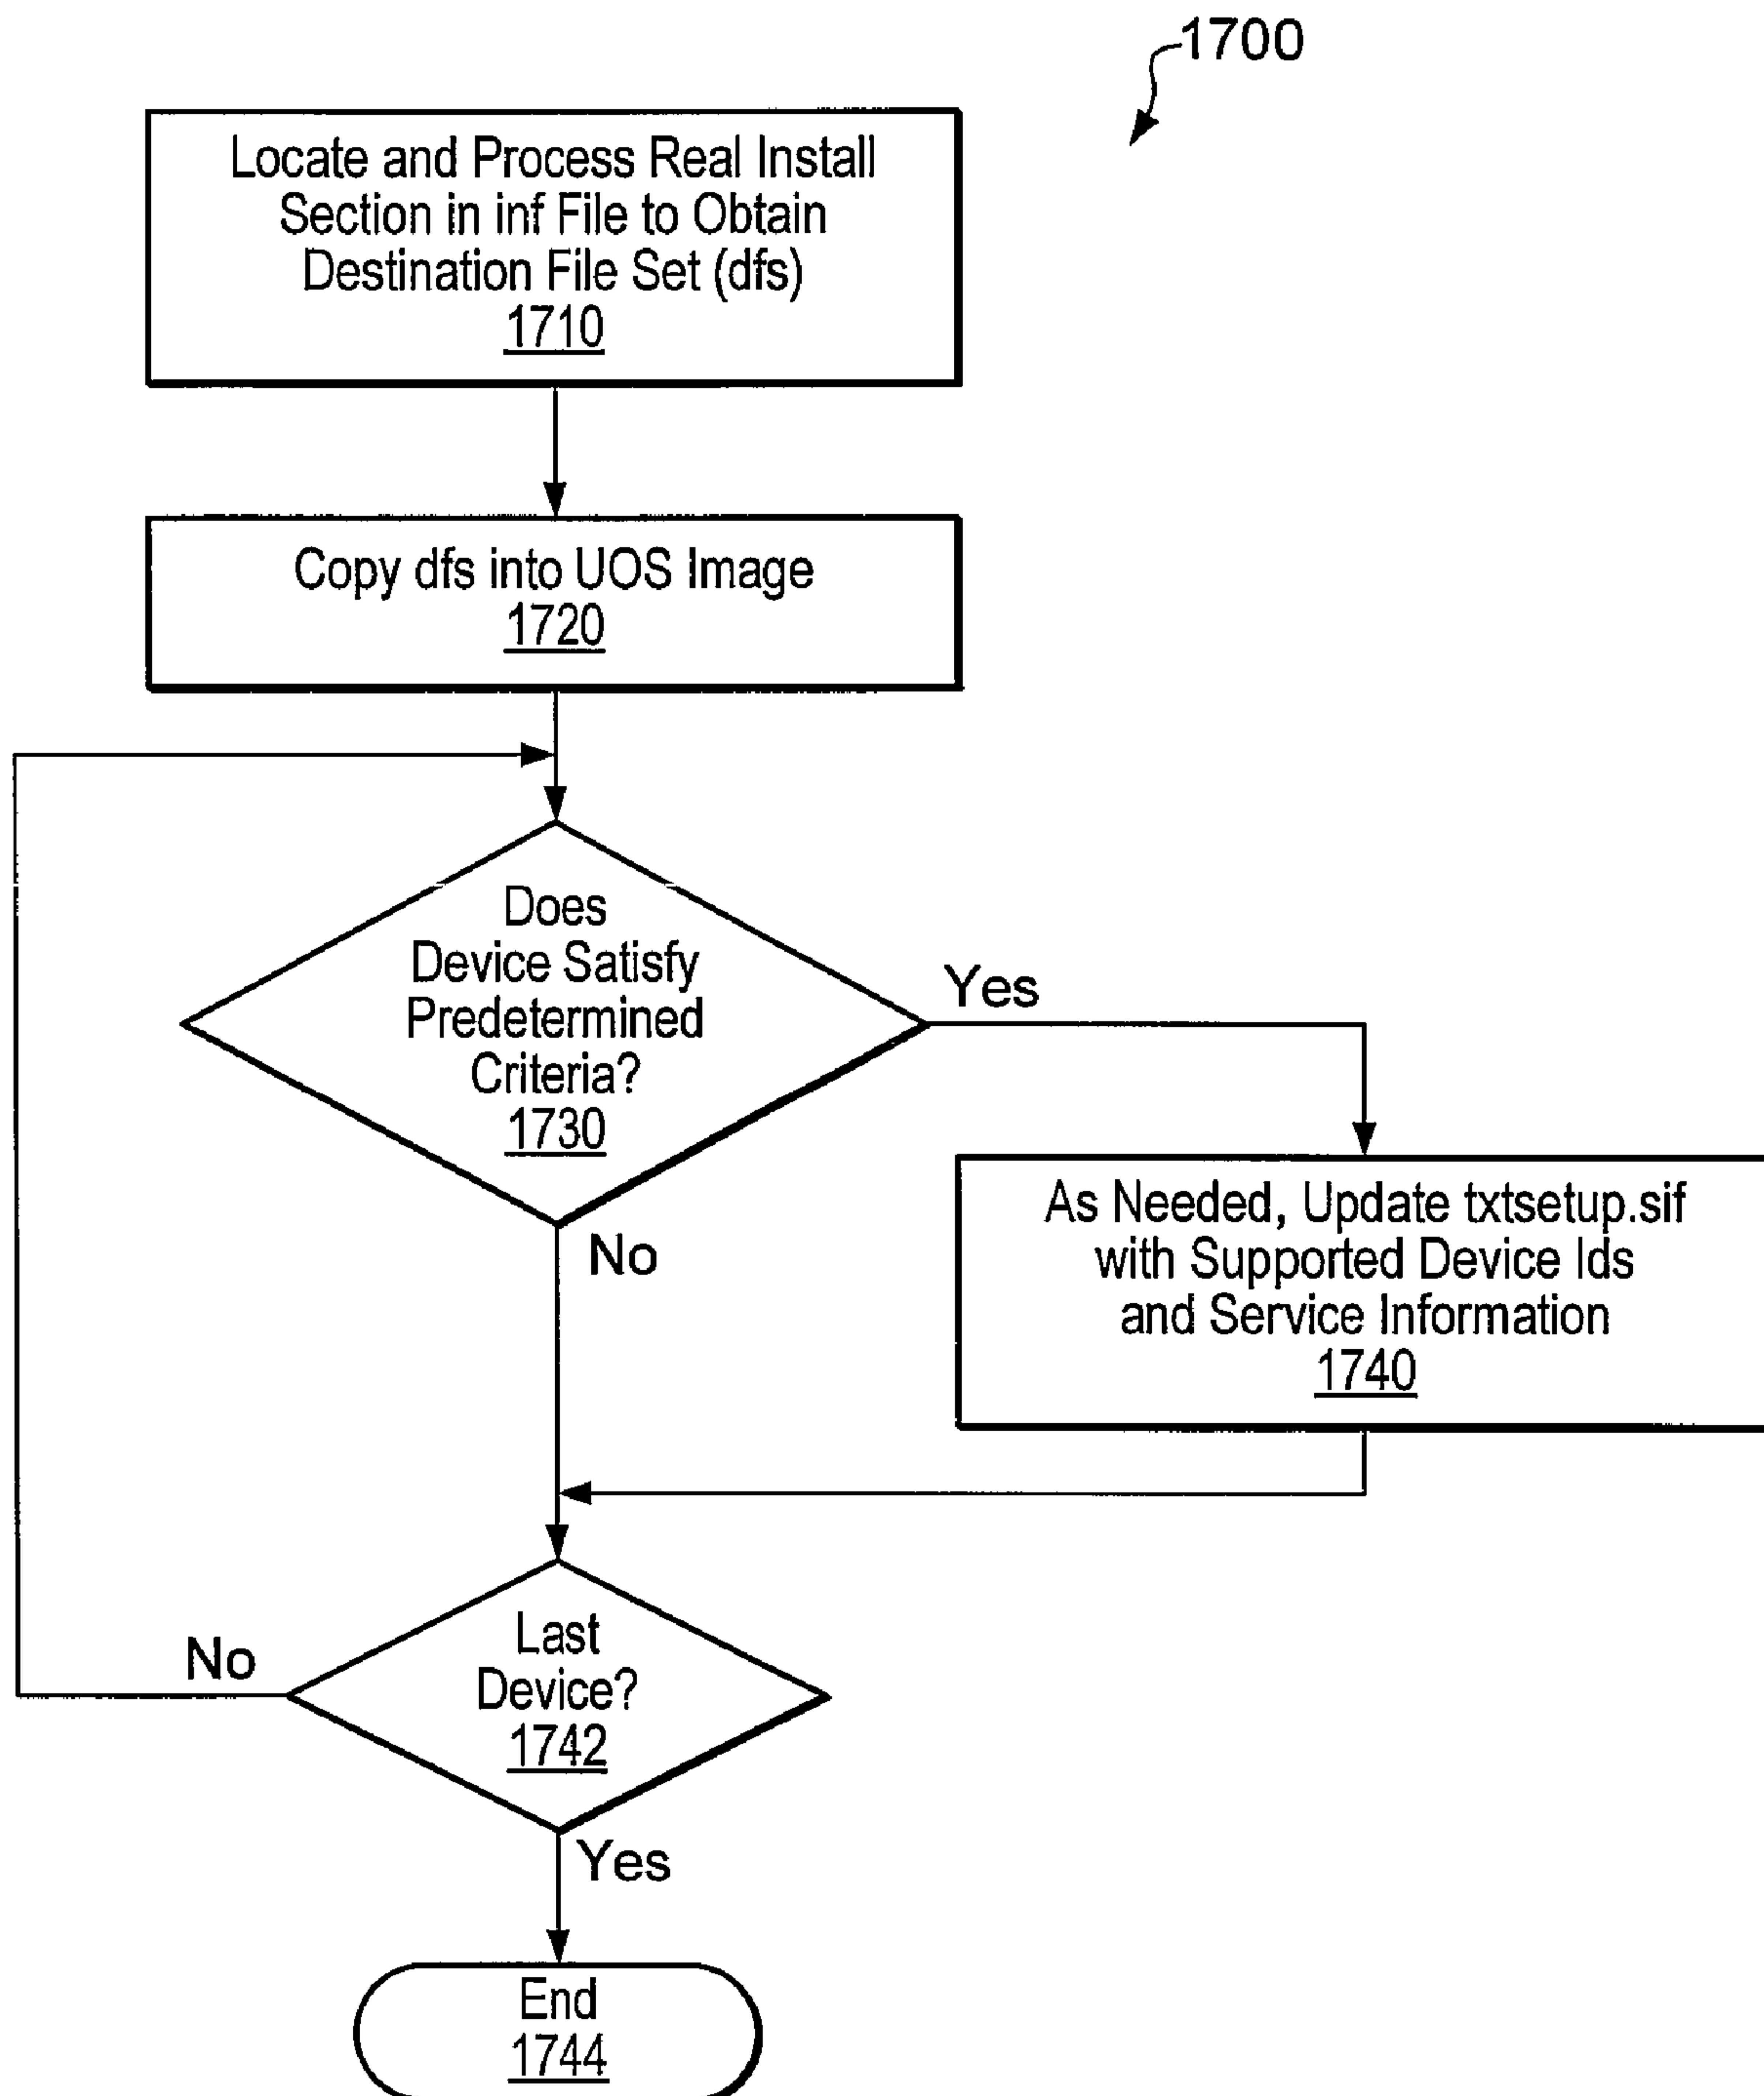 1700
Locate and Process Real Install
Section in inf File to Obtain
Destination File Set (dfs)
1710
Copy dfs into UOS Image
1720
Does
Device Satisfy
Predetermined
Criteria?
1730
Yes
No
As Needed, Update txtsetup.sif
with Supported Device Ids
and Service Information
1740
Last
Device?
1742
No
Yes
End
1744